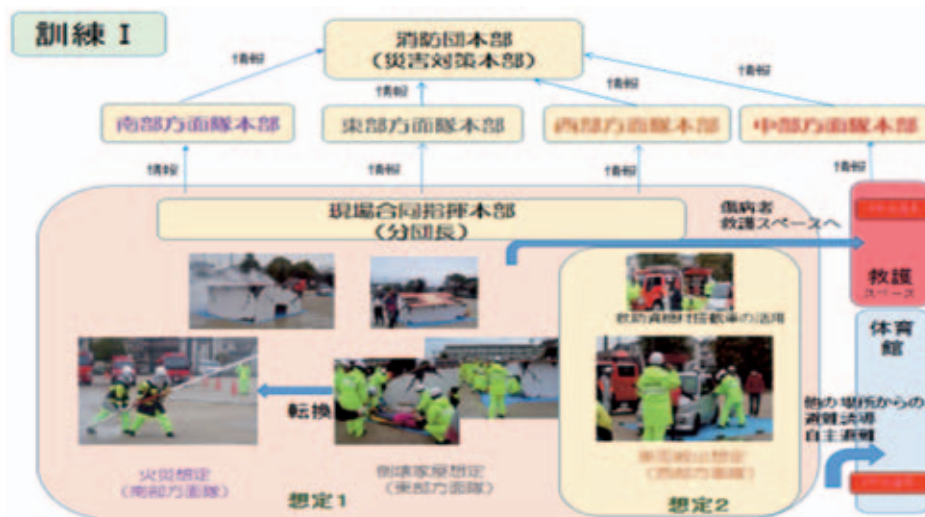 訓練Ⅰ
消防団本部
(災害対策本部)
情報
情報
情報
情報
南部方面隊本部
東部方面隊本部
西部方面隊本部
中部方面隊本部
情報
情報
情報
情報
現場合同指揮本部
(分団長)
傷病者
救護スペースへ
救護
スペース
救助資機材搭載車の活用
体育
館
転換
他の場所からの
避難誘導
自主避難
火災想定
(南部方面隊)
倒壊家屋想定
(東部方面隊)
(西部方面隊)
想定1
想定2